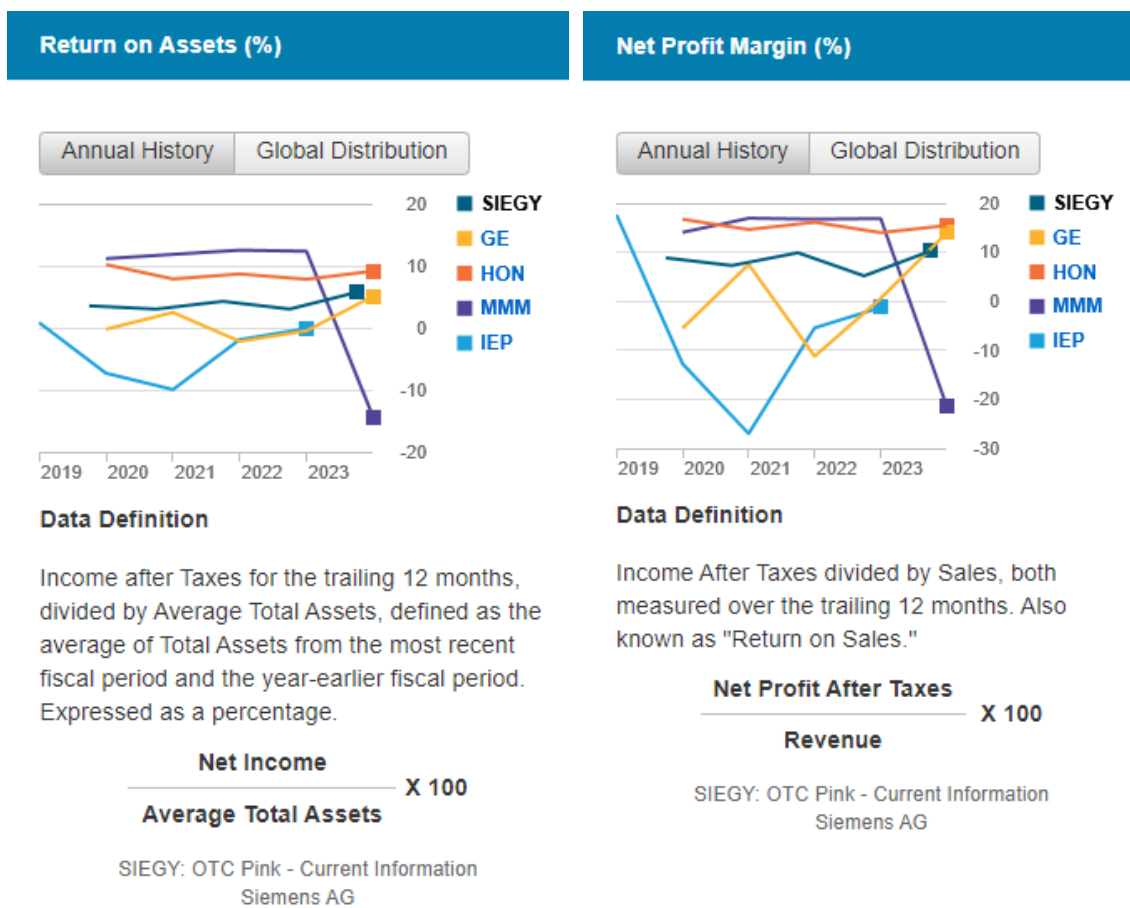 Return on Assets (%)
Annual History
Global Distribution
20
10
0
-10
-20
SIEGY
GE
HON
MMM
IEP
2019
2020
2021
2022
2023
Data Definition
Income after Taxes for the trailing 12 months,
divided by Average Total Assets, defined as the
average of Total Assets from the most recent
fiscal period and the year-earlier fiscal period.
Expressed as a percentage.
Net Income
X 100
Average Total Assets
SIEGY: OTC Pink - Current Information
Siemens AG
Net Profit Margin (%)
Annual History
Global Distribution
20
10
0
-10
-20
-30
SIEGY
GE
HON
MMM
IEP
2019
2020
2021
2022
2023
Data Definition
Income After Taxes divided by Sales, both
measured over the trailing 12 months. Also
known as "Return on Sales."
Net Profit After Taxes
X 100
Revenue
SIEGY: OTC Pink - Current Information
Siemens AG